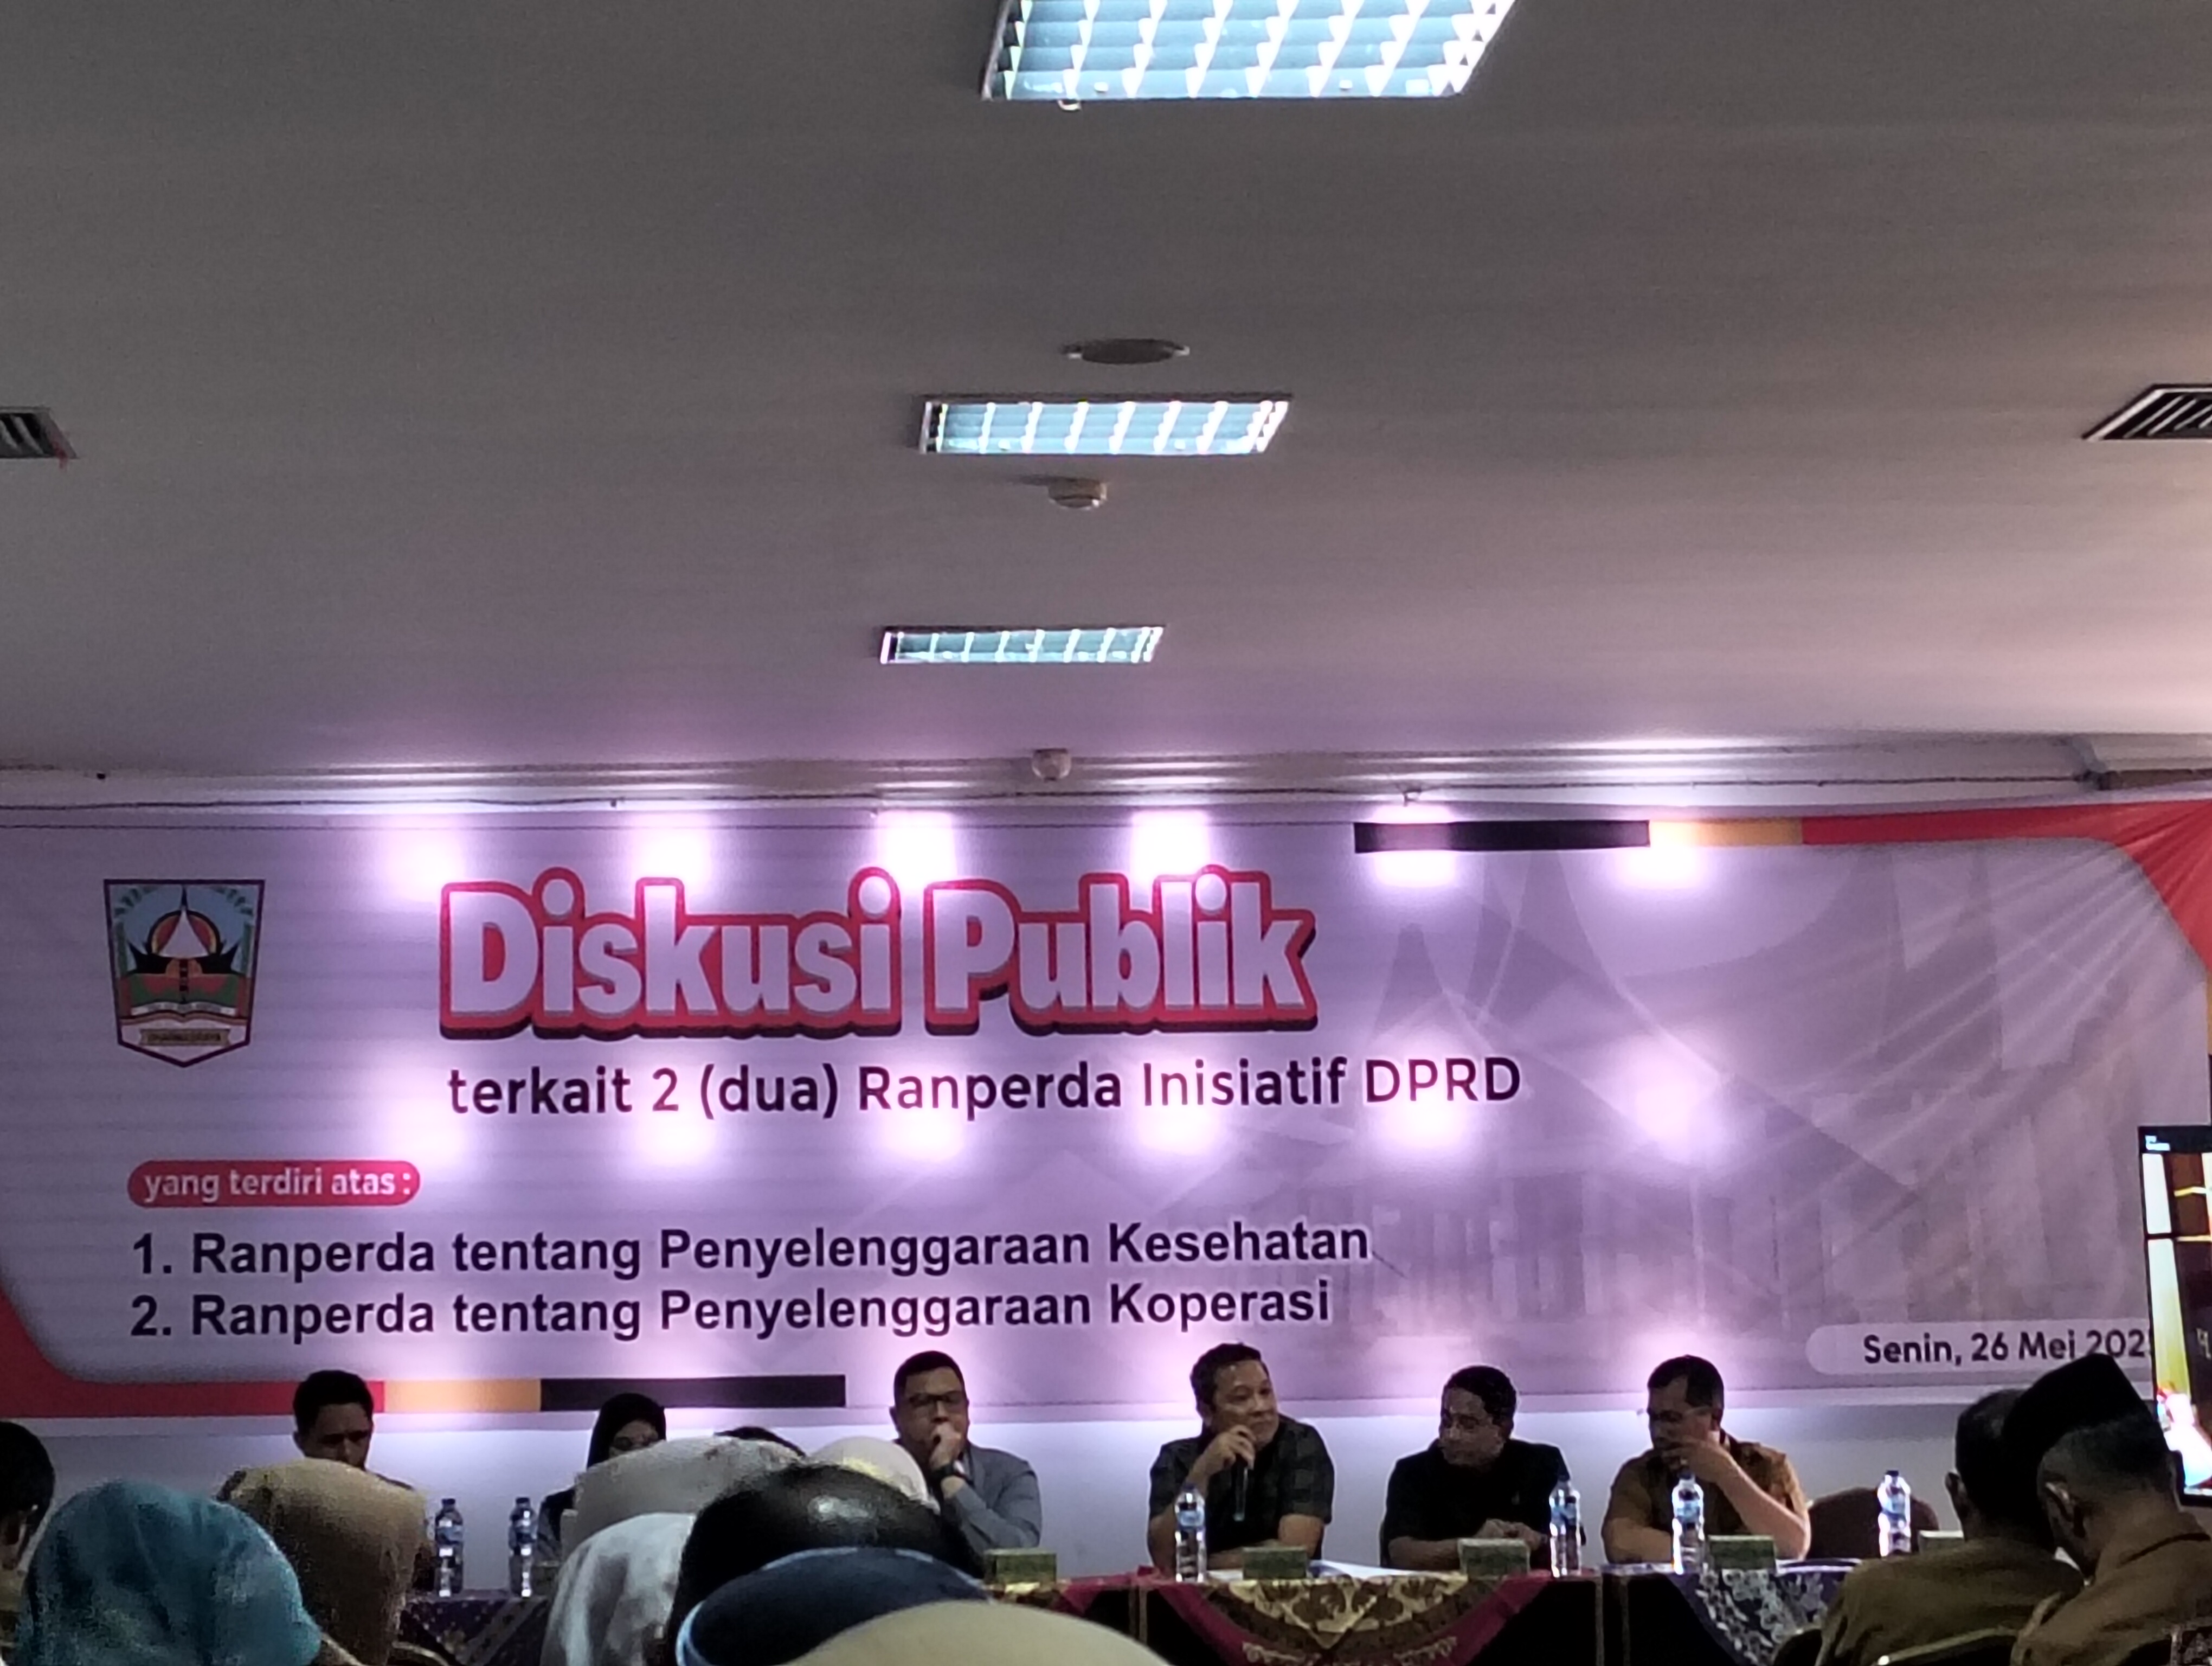 Diskusi Publik
terkait 2 (dua) Ranperda Inisiatif DPRD
yang terdiri atas :
1. Ranperda tentang Penyelenggaraan Kesehatan
2. Ranperda tentang Penyelenggaraan Koperasi
Senin, 26 Mei 202